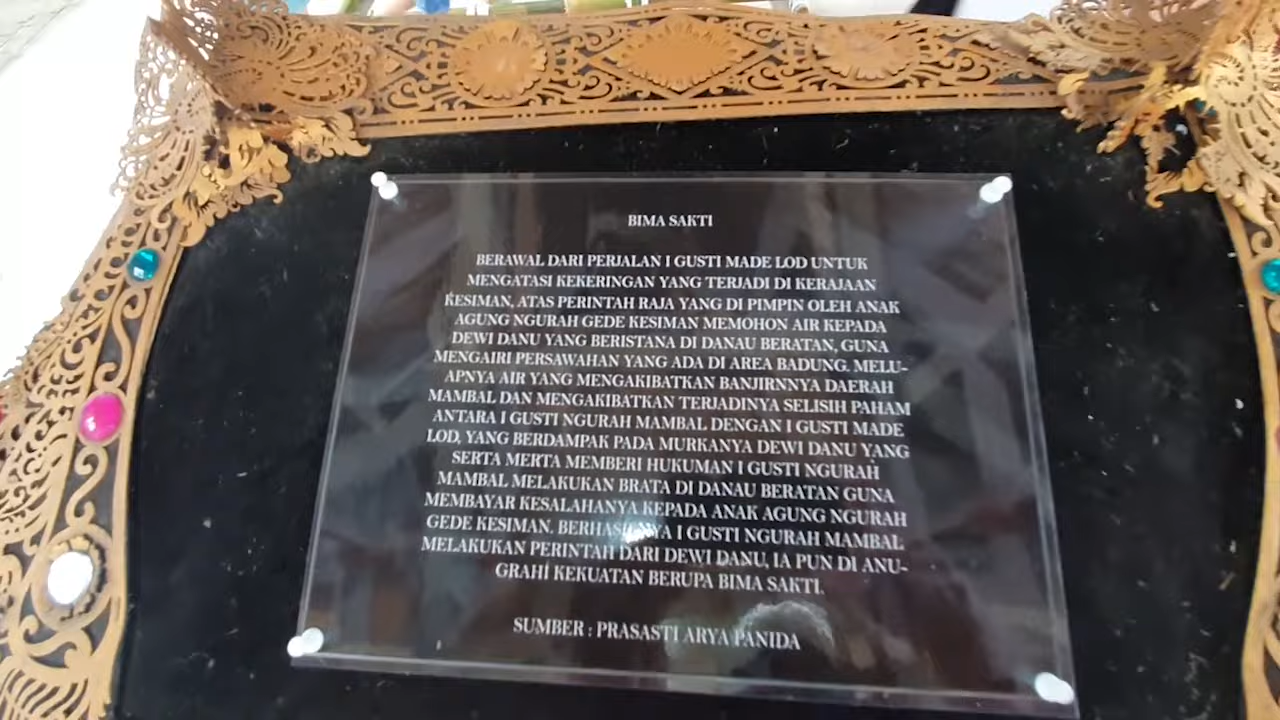 BIMA SAKTI
BERAWAL DARI PERJALAN I GUSTI MADE LOD UNTUK
MENGATASI KEKERINGAN YANG TERJADI DI KERAJAAN
KESIMAN, ATAS PERINTAH RAJA YANG DI PIMPIN OLEH ANAK
AGUNG NGURAH GEDE KESIMAN MEMOHON AIR KEPADA
DEWI DANU YANG BERISTANA DI DANAU BERATAN, GUNA
MENGAIRI PERSAWAHAN YANG ADA DI AREA BADUNG. MELU-
APNYA AIR YANG MENGAKIBATKAN BANJIRNNYA DAERAH
MAMBAL DAN MENGAKIBATKAN TERJADINYA SELISIH PAHAM
ANTARA I GUSTI NGURAH MAMBAL DENGAN I GUSTI MADE
LOD, YANG BERDAMPAK PADA MURKANYA DEWI DANU YANG
SERTA MERTA MEMBERI HUKUMAN I GUSTI NGURAH
MAMBAL MELAKUKAN BRATA DI DANAU BERATAN GUNA
MEMBAYAR KESALAHANYA KEPADA ANAK AGUNG NGURAH
GEDE KESIMAN. BERHASILNYA I GUSTI NGURAH MAMBAL
MELAKUKAN PERINTAH DARI DEWI DANU, IA PUN DI ANU-
GRAHI KEKUATAN BERUPA BIMA SAKTI.
SUMBER : PRASASTI ARYA PANIDA